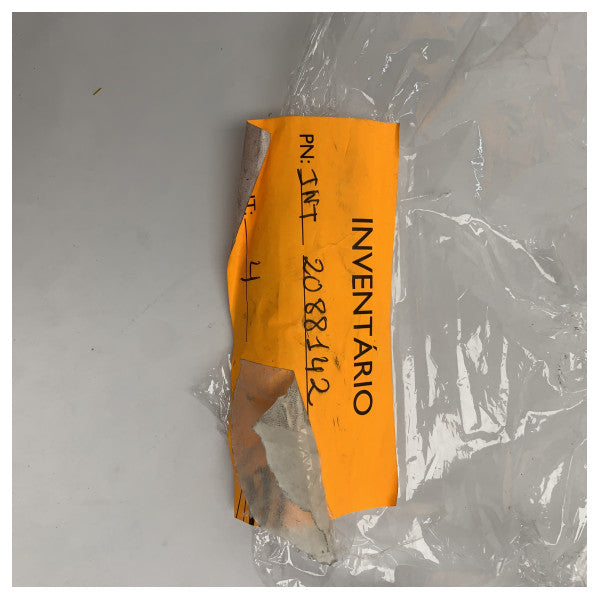 INVENTÁRIO
PN: INT 2088142
T: 4